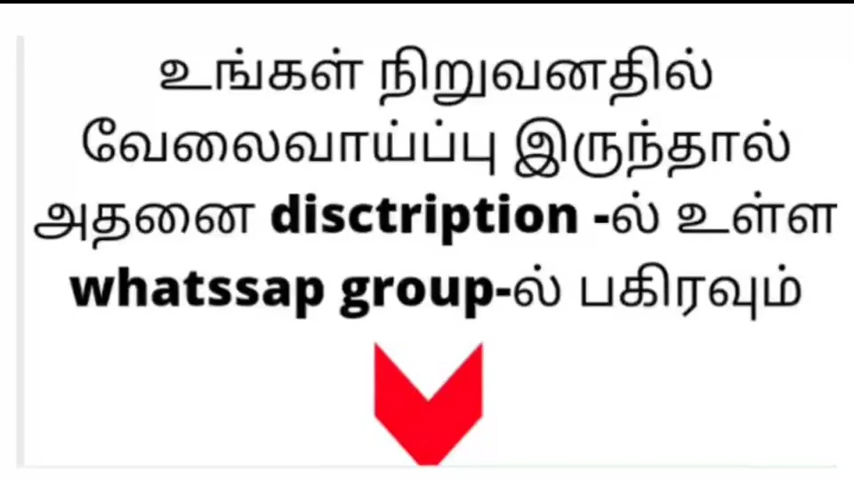 உங்கள் நிறுவனதில்
வேலைவாய்ப்பு இருந்தால்
அதனை disctription -ல் உள்ள
whatssap group-ல் பகிரவும்